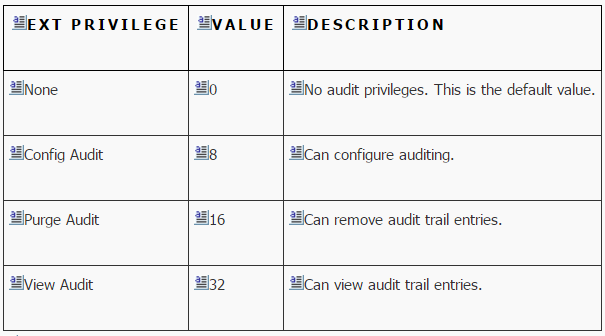 EXT PRIVILEGE VALUE DESCRIPTION
None 0 No audit privileges. This is the default value.
Config Audit 8 Can configure auditing.
Purge Audit 16 Can remove audit trail entries.
View Audit 32 Can view audit trail entries.